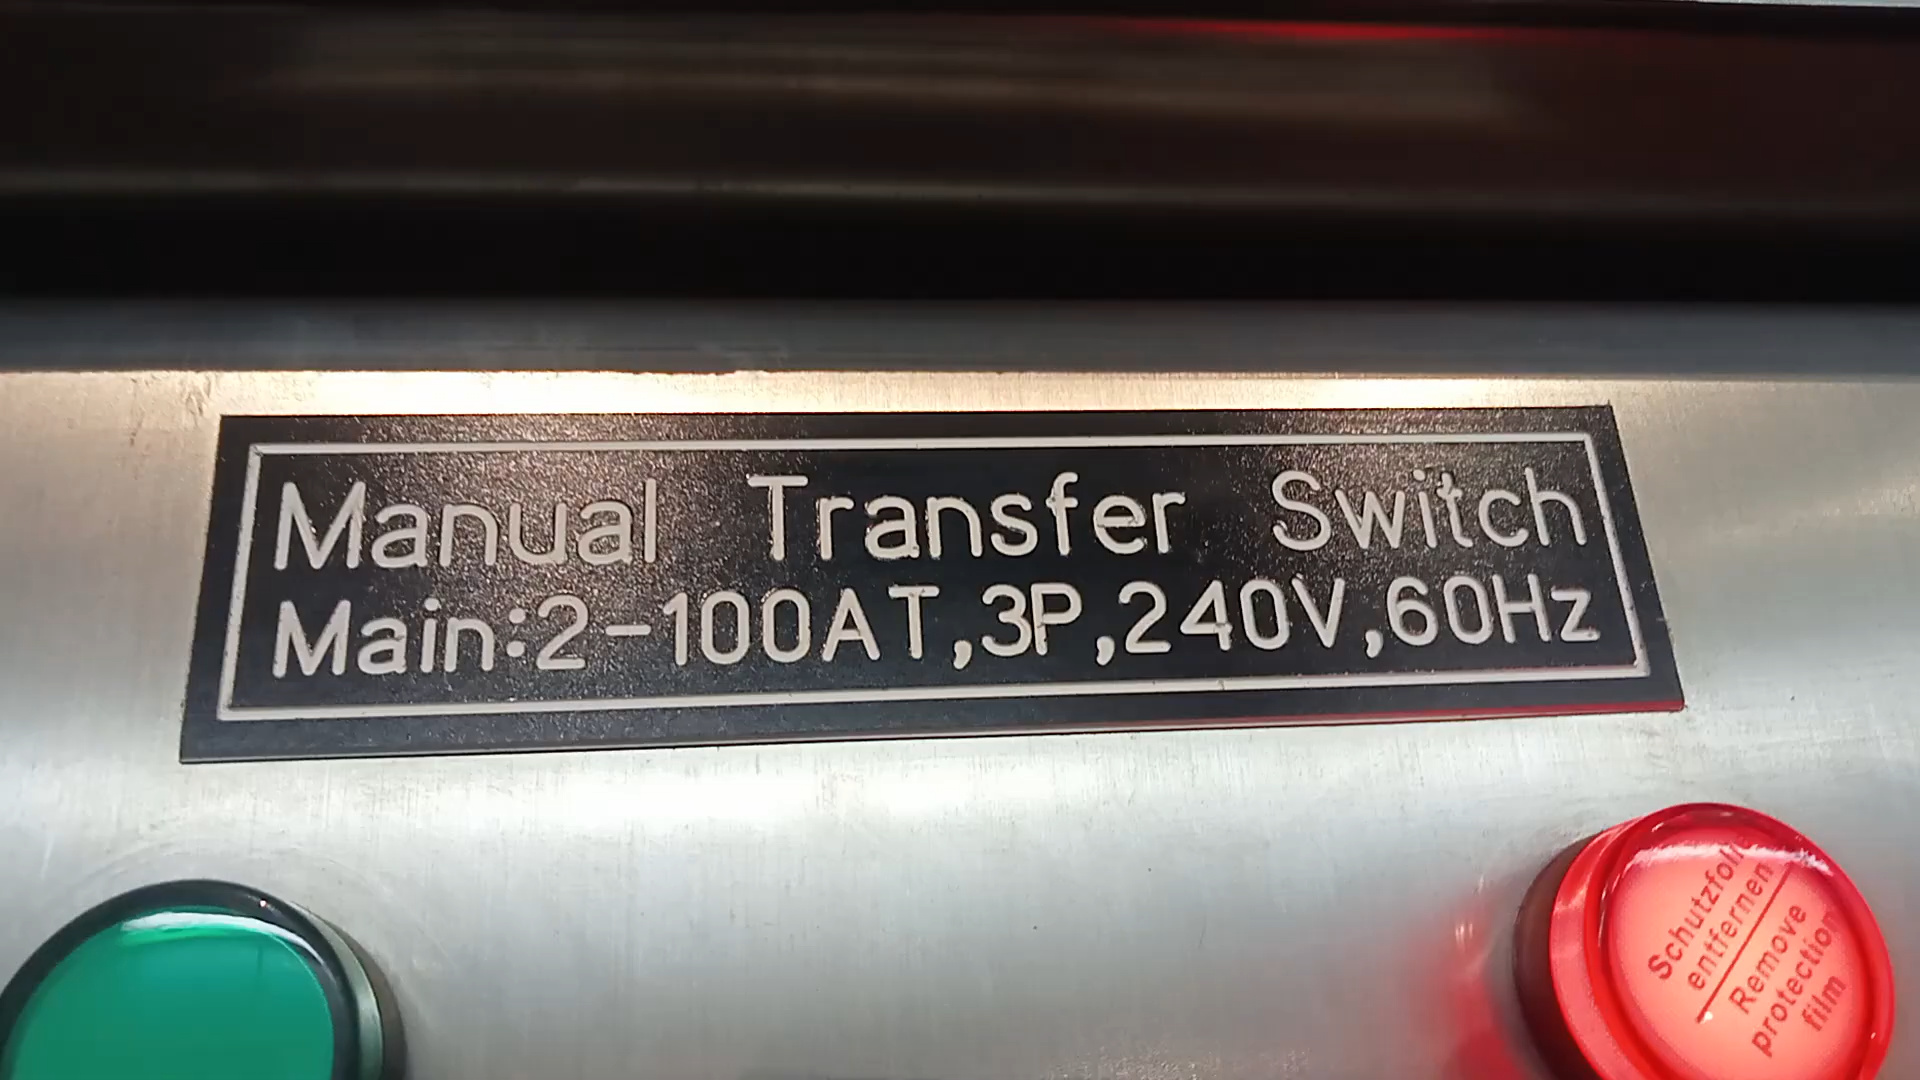 Manual Transfer Switch
Main:2-100AT,3P,240V,60Hz
Schutzfolie
entfernen
Remove
protection
film